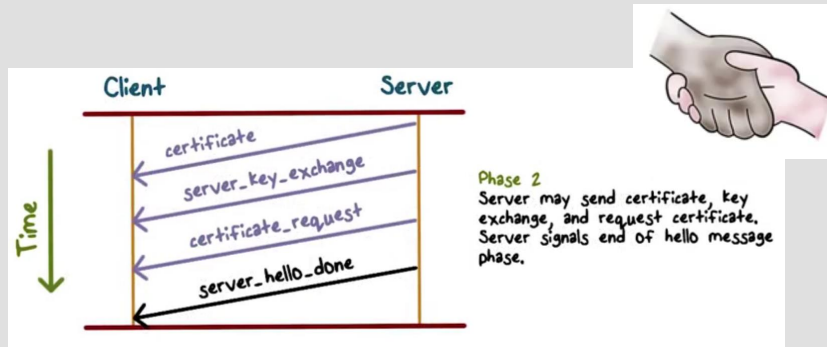 Client
Server
certificate
server_key_exchange
certificate_request
server_hello_done
Time
Phase 2
Server may send certificate, key
exchange, and request certificate.
Server signals end of hello message
phase.